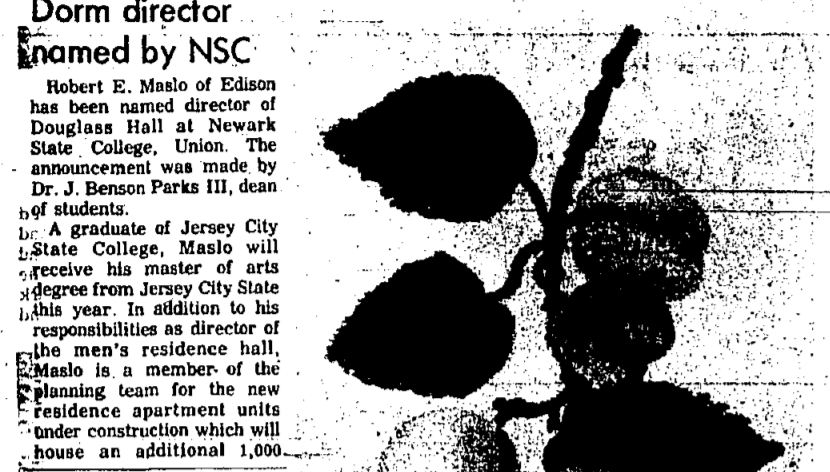 Dorm director
named by NSC
Robert E. Maslo of Edison
has been named director of
Douglass Hall at Newark
State College, Union. The
announcement was made by
Dr. J. Benson Parks III, dean
of students.
A graduate of Jersey City
State College, Maslo will
receive his master of arts
degree from Jersey City State
this year. In addition to his
responsibilities as director of
the men's residence hall,
Maslo is a member of the
planning team for the new
residence apartment units
under construction which will
house an additional 1,000